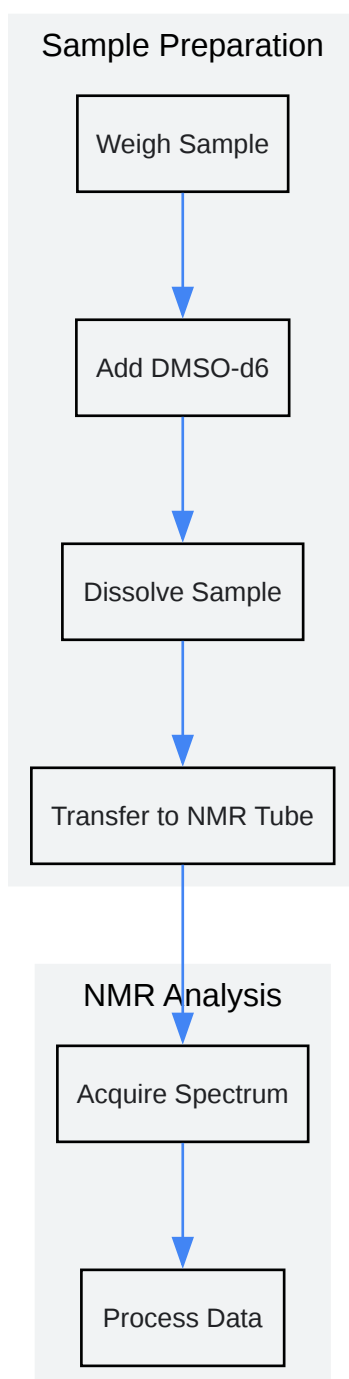 Sample Preparation
Weigh Sample
Add DMSO-d6
Dissolve Sample
Transfer to NMR Tube
NMR Analysis
Acquire Spectrum
Process Data